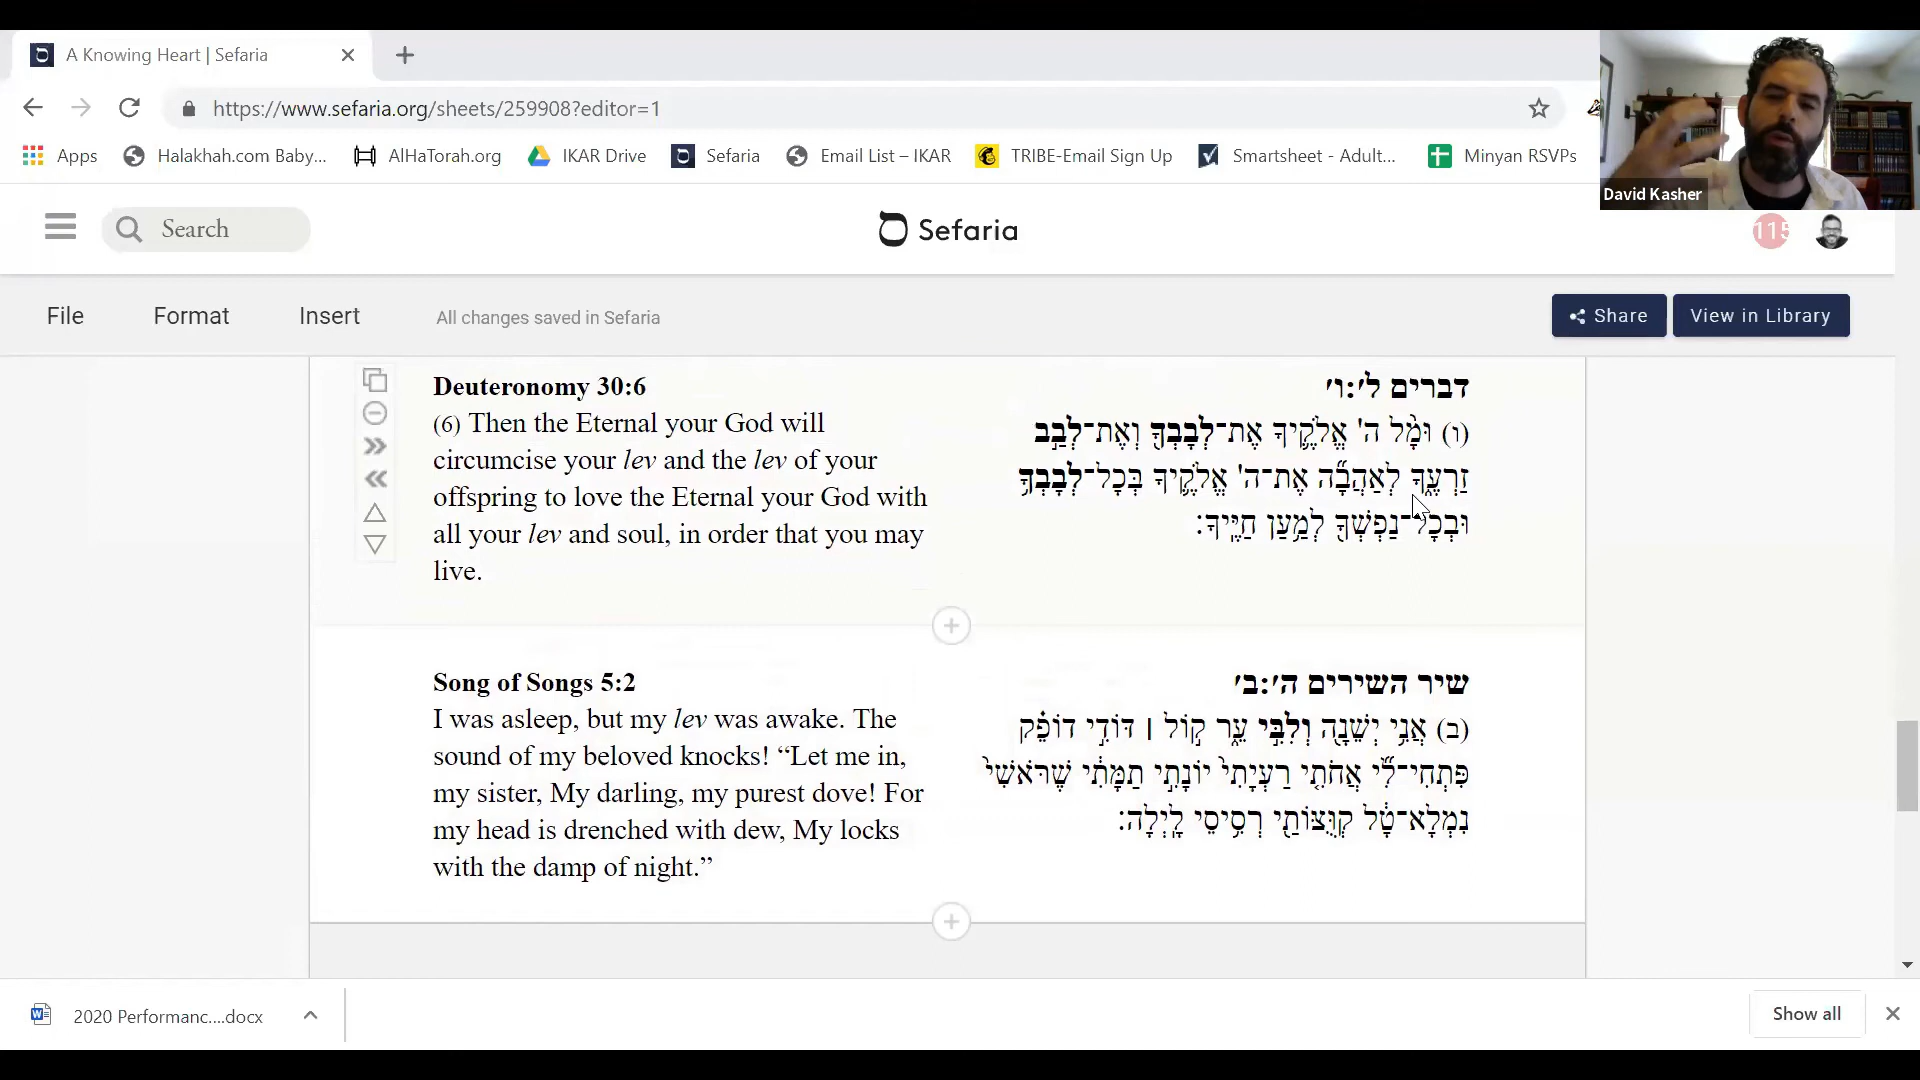 A Knowing Heart | Sefaria
https://www.sefaria.org/sheets/259908?editor=1
Apps
Halakhah.com Baby...
AlHaTorah.org
IKAR Drive
Sefaria
Email List – IKAR
TRIBE-Email Sign Up
Smartsheet - Adult...
Minyan RSVPs
David Kasher
Search
Sefaria
115
File
Format
Insert
All changes saved in Sefaria
Share
View in Library
Deuteronomy 30:6
(6) Then the Eternal your God will
circumcise your lev and the lev of your
offspring to love the Eternal your God with
all your lev and soul, in order that you may
live.
דברים ל׳:ו׳
(ו) וּמָ֨ל ה' אֱלֹקֶ֛יךָ אֶת־לְבָבְךָ֖ וְאֶת־לְבַ֣ב
זַרְעֶ֑ךָ לְאַהֲבָ֞ה אֶת־ה' אֱלֹקֶ֛יךָ בְּכׇל־לְבָבְךָ֥
וּבְכׇל־נַפְשְׁךָ֖ לְמַ֥עַן חַיֶּֽיךָ׃
Song of Songs 5:2
I was asleep, but my lev was awake. The
sound of my beloved knocks! “Let me in,
my sister, My darling, my purest dove! For
my head is drenched with dew, My locks
with the damp of night.”
שיר השירים ה׳:ב׳
(ב) אֲנִ֥י יְשֵׁנָ֖ה וְלִבִּ֣י עֵ֑ר ק֣וֹל ׀ דּוֹדִ֣י דוֹפֵ֗ק
פִּתְחִי־לִ֞י אֲחֹתִ֤י רַעְיָתִי֙ יוֹנָתִ֣י תַמָּתִ֔י שֶׁרֹּאשִׁי֙
נִמְלָא־טָ֔ל קְוֻּצּוֹתַ֖י רְסִ֥יסֵי לָֽיְלָה׃
2020 Performanc....docx
Show all